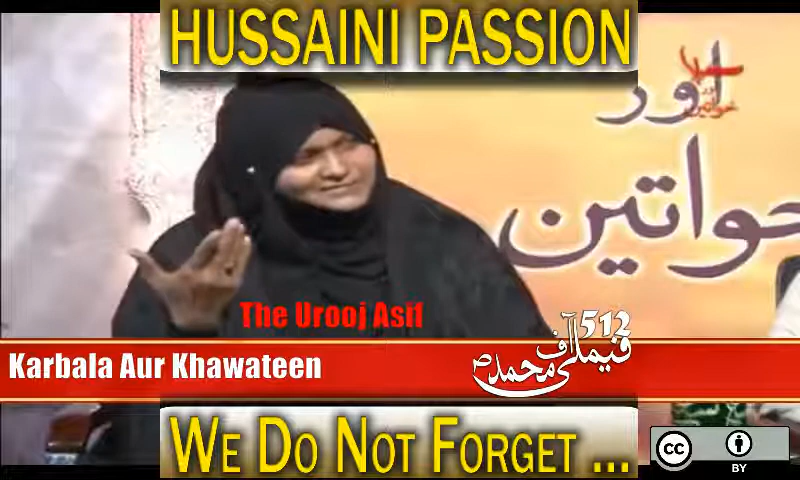 HUSSAINI PASSION
اور
خواتین
The Urooj Asif
512
Karbala Aur Khawateen
فیملی آف محمدؐ
WE DO NOT FORGET ...
cc
BY